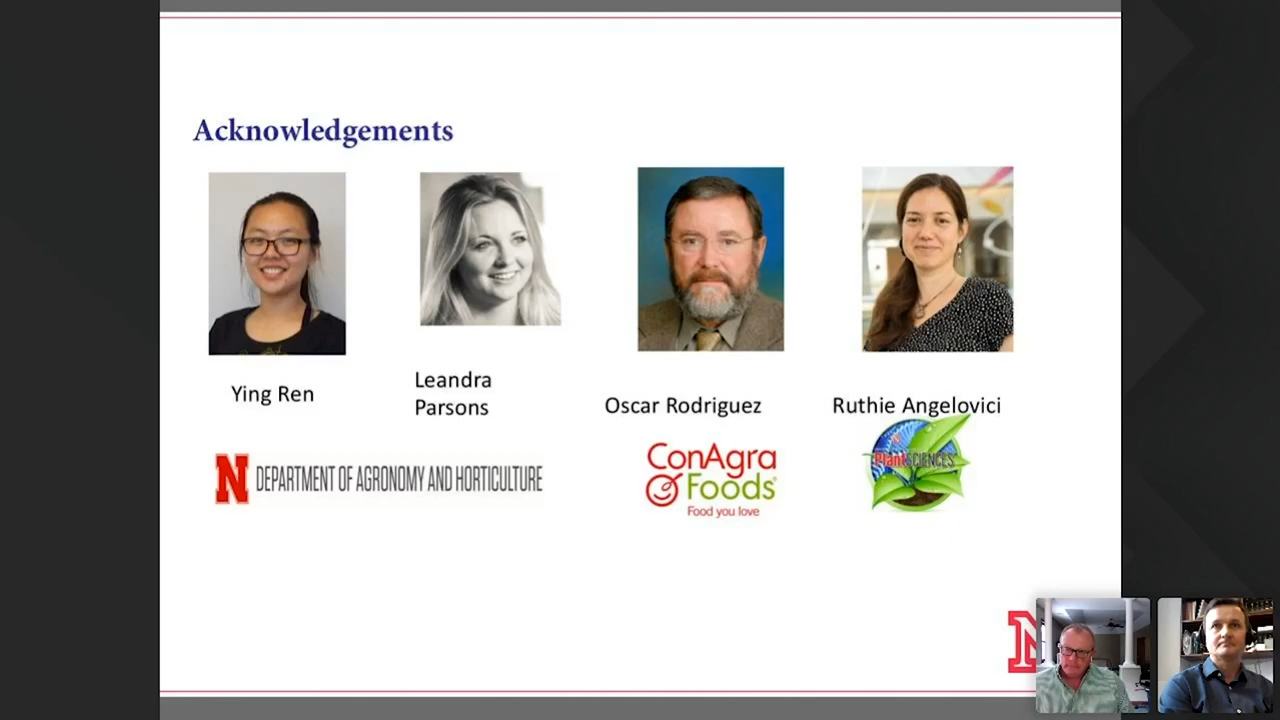 Acknowledgements
Ying Ren
Leandra
Parsons
Oscar Rodriguez
Ruthie Angelovici
N DEPARTMENT OF AGRONOMY AND HORTICULTURE
ConAgra
Foods®
Food you love
PlantSCIENCES
N